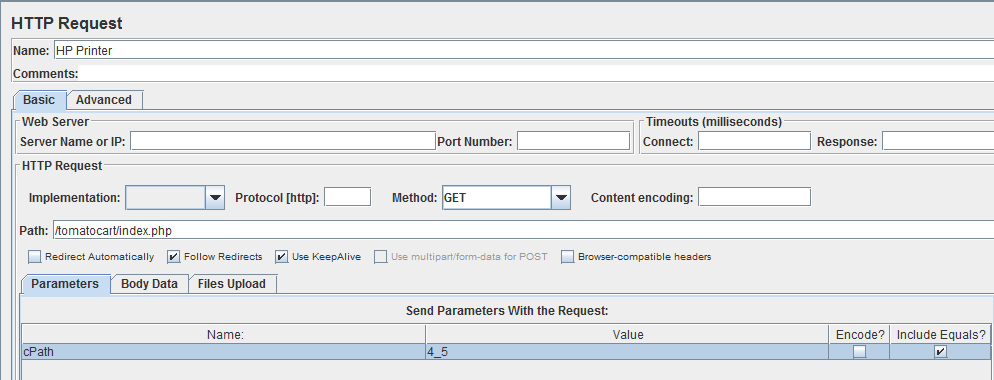 HTTP Request
Name: HP Printer
Comments:
Basic Advanced
Web Server Timeouts (milliseconds)
Server Name or IP: Port Number: Connect: Response:
HTTP Request
Implementation: Protocol [http]: Method: GET Content encoding:
Path: /tomatocart/index.php
Redirect Automatically Follow Redirects Use KeepAlive Use multipart/form-data for POST Browser-compatible headers
Parameters Body Data Files Upload
Send Parameters With the Request:
Name: Value Encode? Include Equals?
cPath 4_5